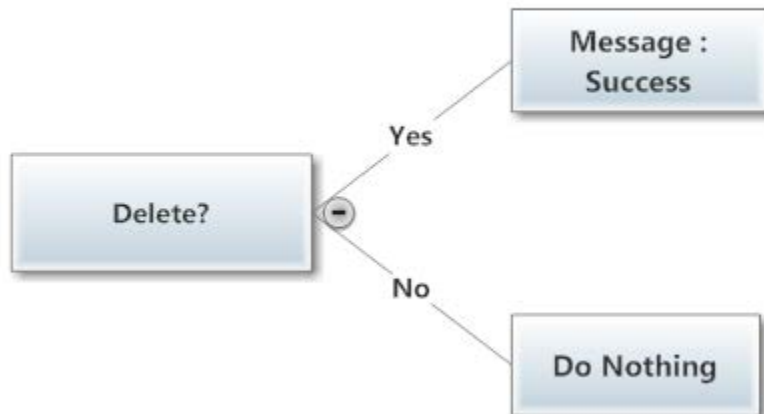 Delete?
Yes
Message :
Success
No
Do Nothing